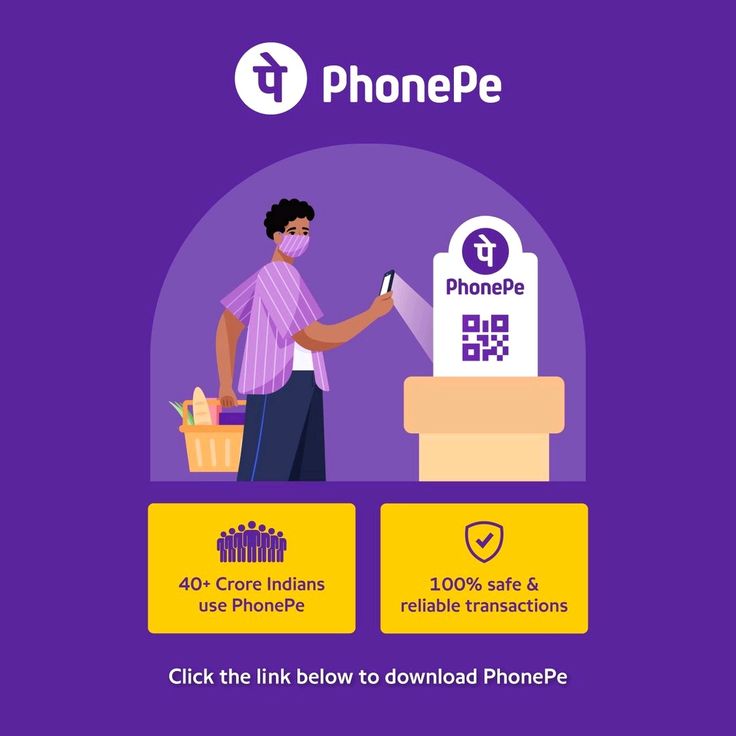 पे PhonePe
पे
PhonePe
40+ Crore Indians
use PhonePe
100% safe &
reliable transactions
Click the link below to download PhonePe